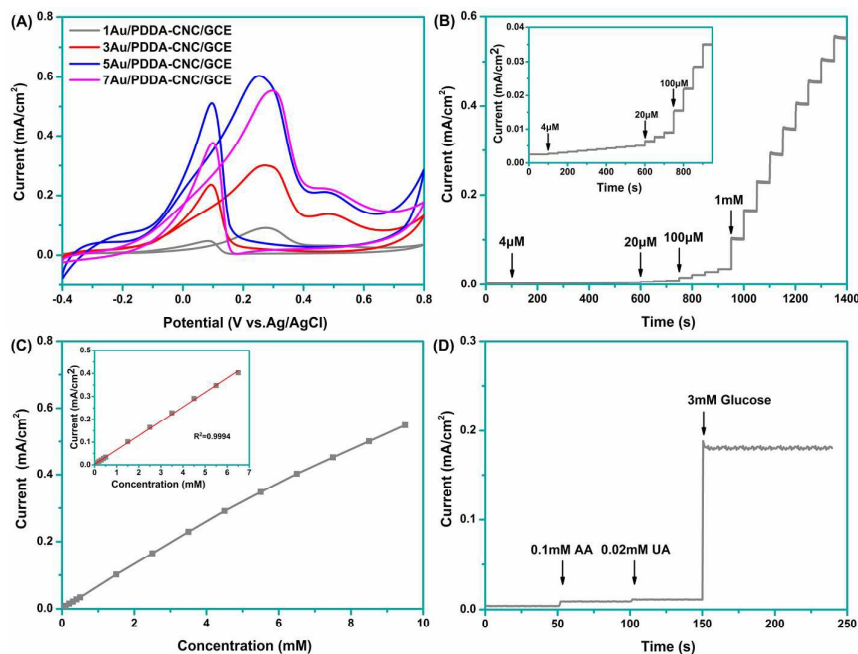 (A)
1Au/PDDA-CNC/GCE
3Au/PDDA-CNC/GCE
5Au/PDDA-CNC/GCE
7Au/PDDA-CNC/GCE
Current (mA/cm²)
0.8
0.6
0.4
0.2
0.0
-0.4 -0.2 0.0 0.2 0.4 0.6 0.8
Potential (V vs.Ag/AgCl)
(B)
Current (mA/cm²)
0.6
0.4
0.2
0.0
0 200 400 600 800 1000 1200 1400
Time (s)
4μM
20μM
100μM
1mM
Current (mA/cm²)
0.04
0.03
0.02
0.01
0.00
0 200 400 600 800
Time (s)
4μM
20μM
100μM
(C)
Current (mA/cm²)
0.8
0.6
0.4
0.2
0.0
0 2 4 6 8 10
Concentration (mM)
Current (mA/cm²)
0.5
0.4
0.3
0.2
0.1
0.0
0 1 2 3 4 5 6 7
Concentration (mM)
R²=0.9994
(D)
Current (mA/cm²)
0.3
0.2
0.1
0.0
0 50 100 150 200 250
Time (s)
0.1mM AA
0.02mM UA
3mM Glucose